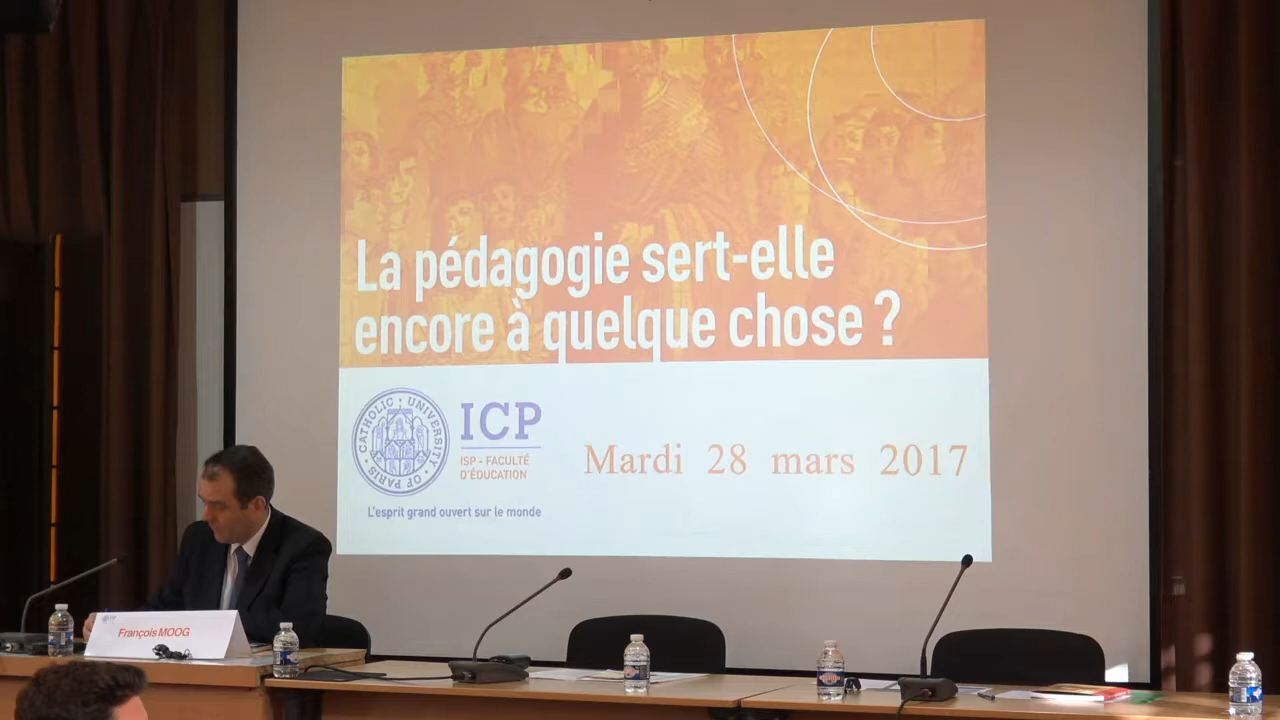 La pédagogie sert-elle
encore à quelque chose ?
CATHOLIC · UNIVERSITY · OF PARIS ·
ICP
ISP - FACULTÉ
D'ÉDUCATION
L'esprit grand ouvert sur le monde
Mardi 28 mars 2017
François MOOG